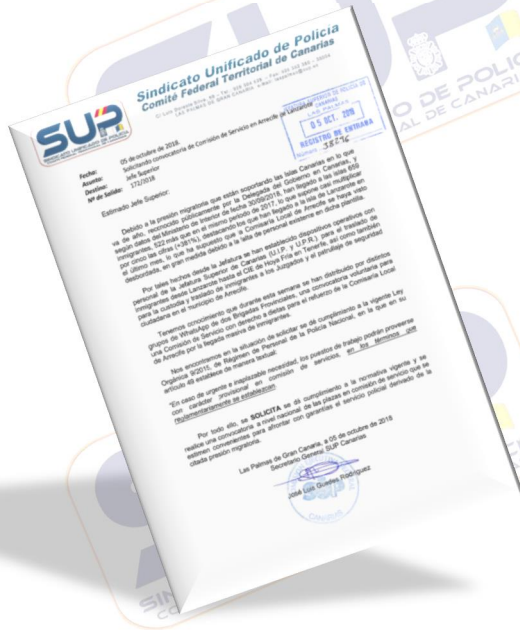 Sindicato Unificado de Policía
Comité Federal Territorial de Canarias
LAS PALMAS DE GRAN CANARIA
SUP
Fecha: 05 de octubre de 2018.
Asunto: Solicitando convocatoria de Comisión de Servicio en Arrecife de Lanzarote
Destino: Jefe Superior
Nº de Salida: 172/2018
CANARIAS
LAS PALMAS
05 OCT. 2018
REGISTRO DE ENTRADA
Estimado Jefe Superior:
Debido a la presión migratoria que están soportando las Islas Canarias en lo que
va de año, reconocido públicamente por la Delegada del Gobierno en Canarias, y
según datos del Ministerio de Interior de fecha 30/09/2018, han llegado a las islas 659
inmigrantes, 522 más que en el mismo período de 2017, lo que supone casi multiplicar
por cinco las cifras (+381%), destacando los que han llegado a la isla de Lanzarote en
el último mes, lo que ha supuesto que la Comisaría Local de Arrecife se haya visto
desbordada, en gran medida debido a la falta de personal existente en dicha plantilla.
Por tales hechos desde la Jefatura se han establecido dispositivos operativos con
personal de la Jefatura Superior de Canarias (U.I.P. y U.P.R.) para el traslado de
inmigrantes desde Lanzarote hasta el CIE de Hoya Fría en Tenerife, así como también
para la custodia y traslado de inmigrantes a los Juzgados y el patrullaje de seguridad
ciudadana en el municipio de Arrecife.
Tenemos conocimiento que durante esta semana se han distribuido por distintos
grupos de WhatsApp de dos Brigadas Provinciales, una convocatoria voluntaria para
una Comisión de Servicio con derecho a dietas para el refuerzo de la Comisaría Local
de Arrecife por la llegada masiva de inmigrantes.
Nos encontramos en la situación de solicitar se dé cumplimiento a la vigente Ley
Orgánica 9/2015, de Régimen de Personal de la Policía Nacional, en la que en su
artículo 49 establece de manera textual:
"En caso de urgente e inaplazable necesidad, los puestos de trabajo podrán proveerse
con carácter provisional en comisión de servicios, en los términos que
reglamentariamente se establezcan.
Por todo ello, se SOLICITA se dé cumplimiento a la normativa vigente y se
realice una convocatoria a nivel nacional de las plazas en comisión de servicio que se
estimen convenientes para afrontar con garantías el servicio policial derivado de la
citada presión migratoria.
Las Palmas de Gran Canaria, a 05 de octubre de 2018
Secretario General SUP Canarias
José Luis Guedes Rodríguez